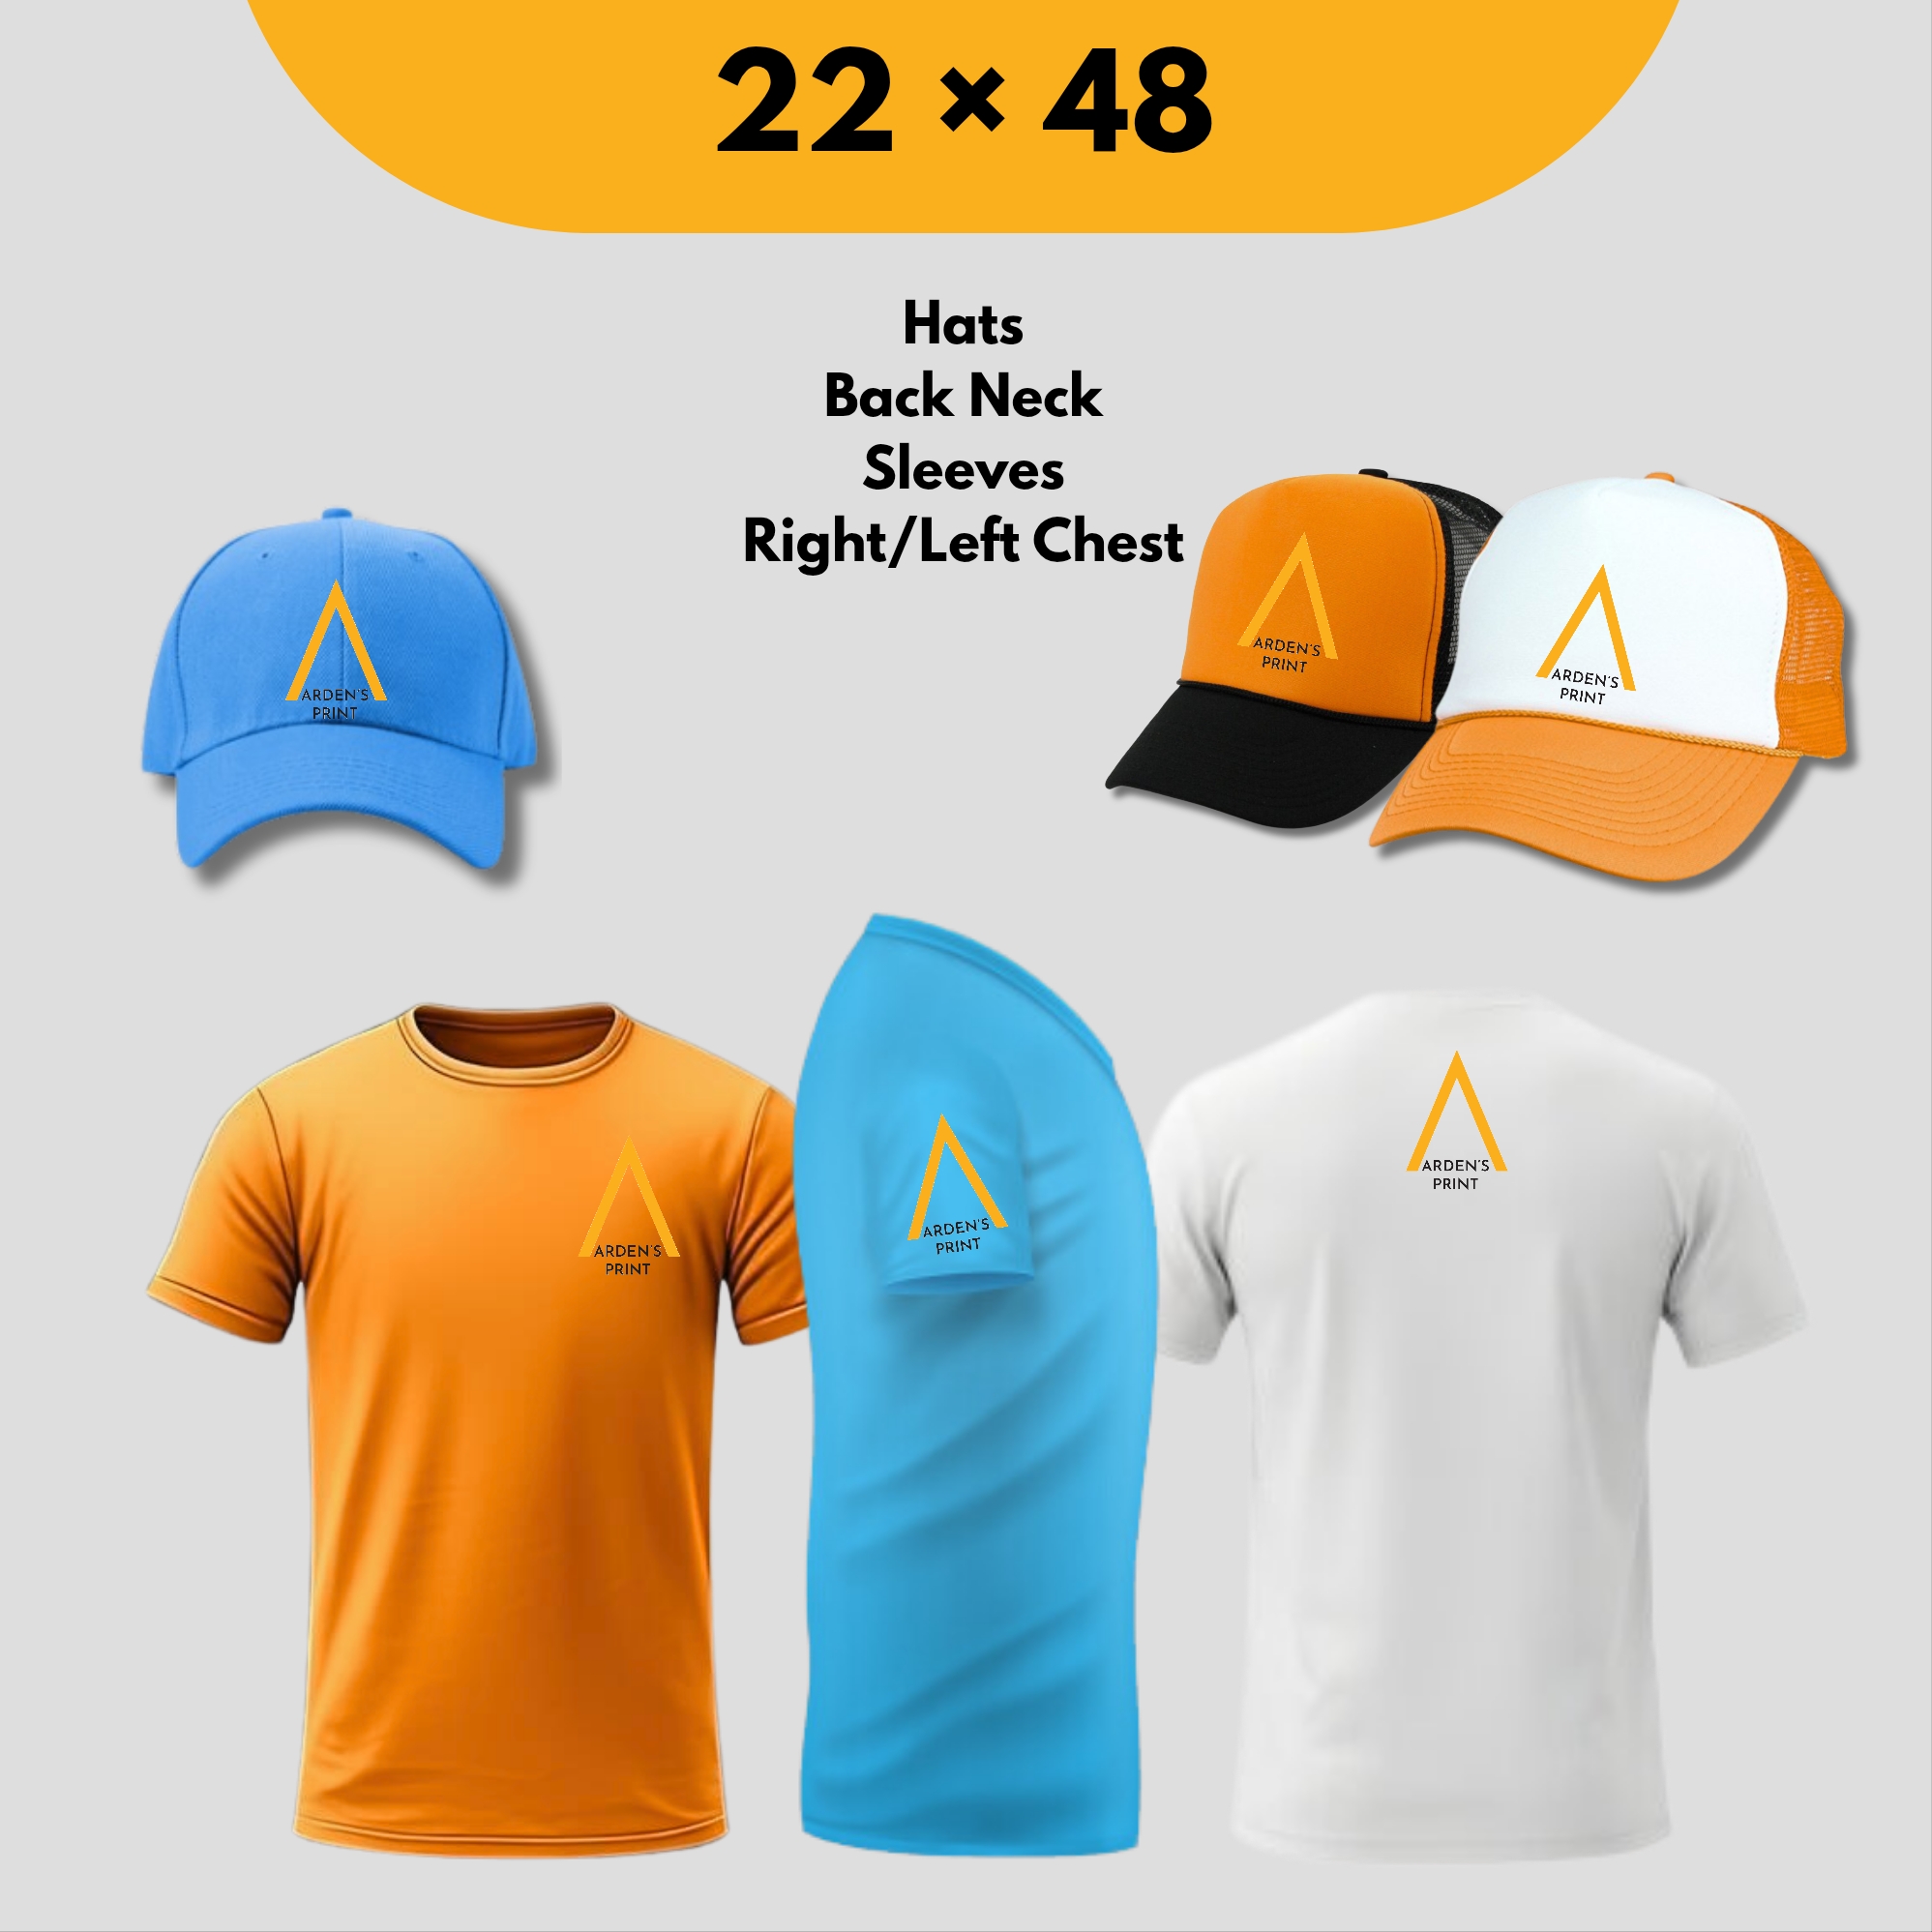 22 × 48
Hats
Back Neck
Sleeves
Right/Left Chest
ARDEN'S
PRINT
ARDEN'S
PRINT
ARDEN'S
PRINT
ARDEN'S
PRINT
ARDEN'S
PRINT
ARDEN'S
PRINT